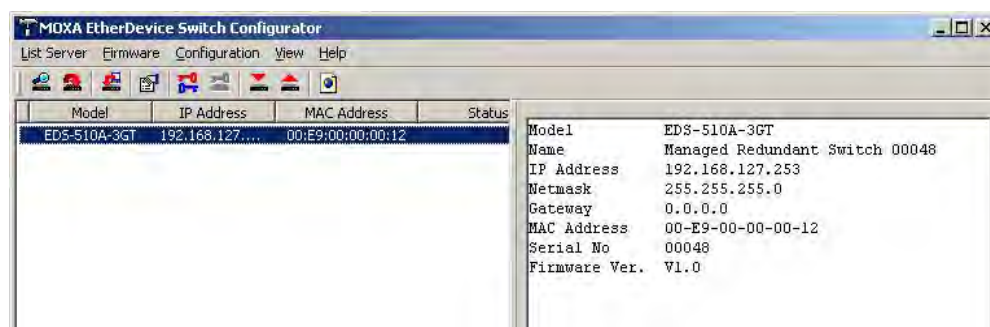 MOXA EtherDevice Switch Configurator
List Server Firmware Configuration View Help
Model IP Address MAC Address Status
EDS-510A-3GT 192.168.127.... 00:E9:00:00:00:12
Model EDS-510A-3GT
Name Managed Redundant Switch 00048
IP Address 192.168.127.253
Netmask 255.255.255.0
Gateway 0.0.0.0
MAC Address 00-E9-00-00-00-12
Serial No 00048
Firmware Ver. V1.0